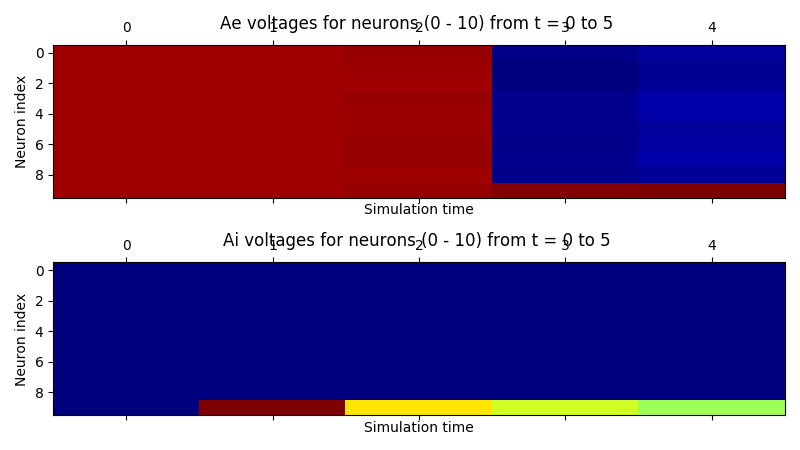 Ae voltages for neurons (0 - 10) from t = 0 to 5
0 1 2 3 4
Neuron index
0
2
4
6
8
Simulation time
Ai voltages for neurons (0 - 10) from t = 0 to 5
0 1 2 3 4
Neuron index
0
2
4
6
8
Simulation time